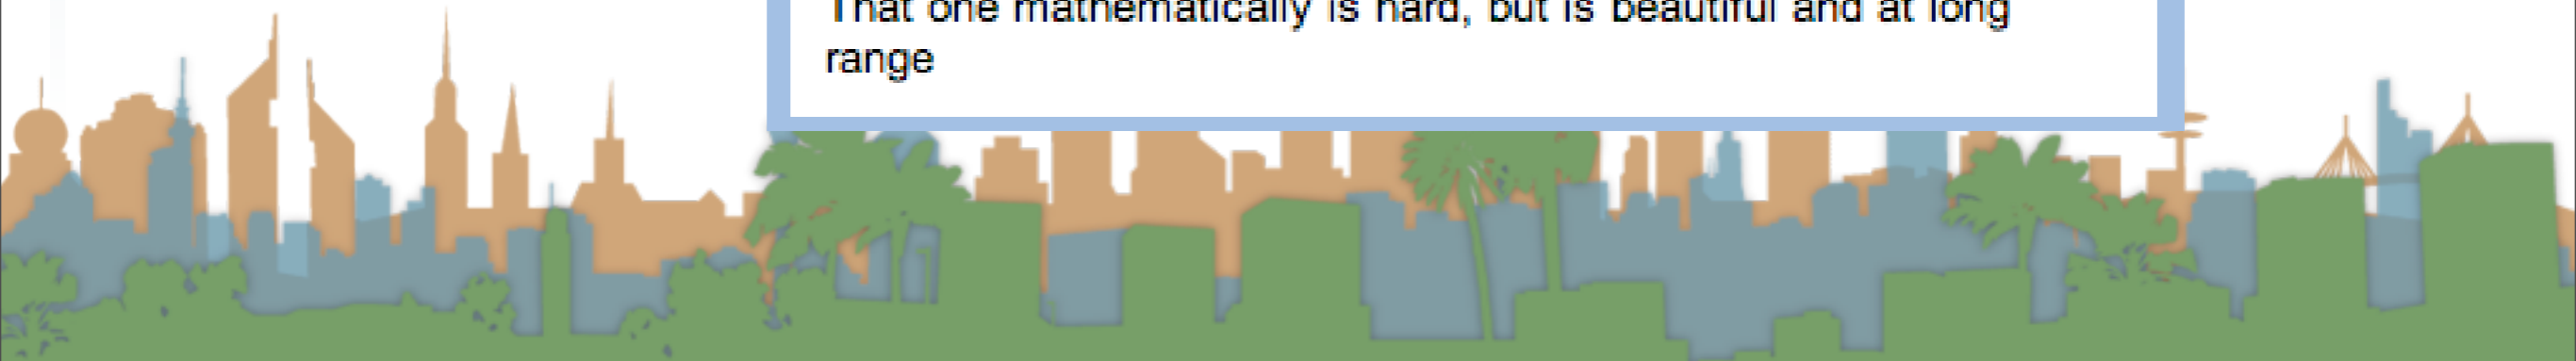 That one mathematically is hard, but is beautiful and at long
range